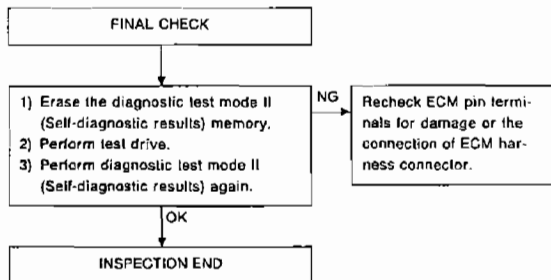 FINAL CHECK
1) Erase the diagnostic test mode II
(Self-diagnostic results) memory.
2) Perform test drive.
3) Perform diagnostic test mode II
(Self-diagnostic results) again.
NG
Recheck ECM pin termi-
nals for damage or the
connection of ECM har-
ness connector.
OK
INSPECTION END